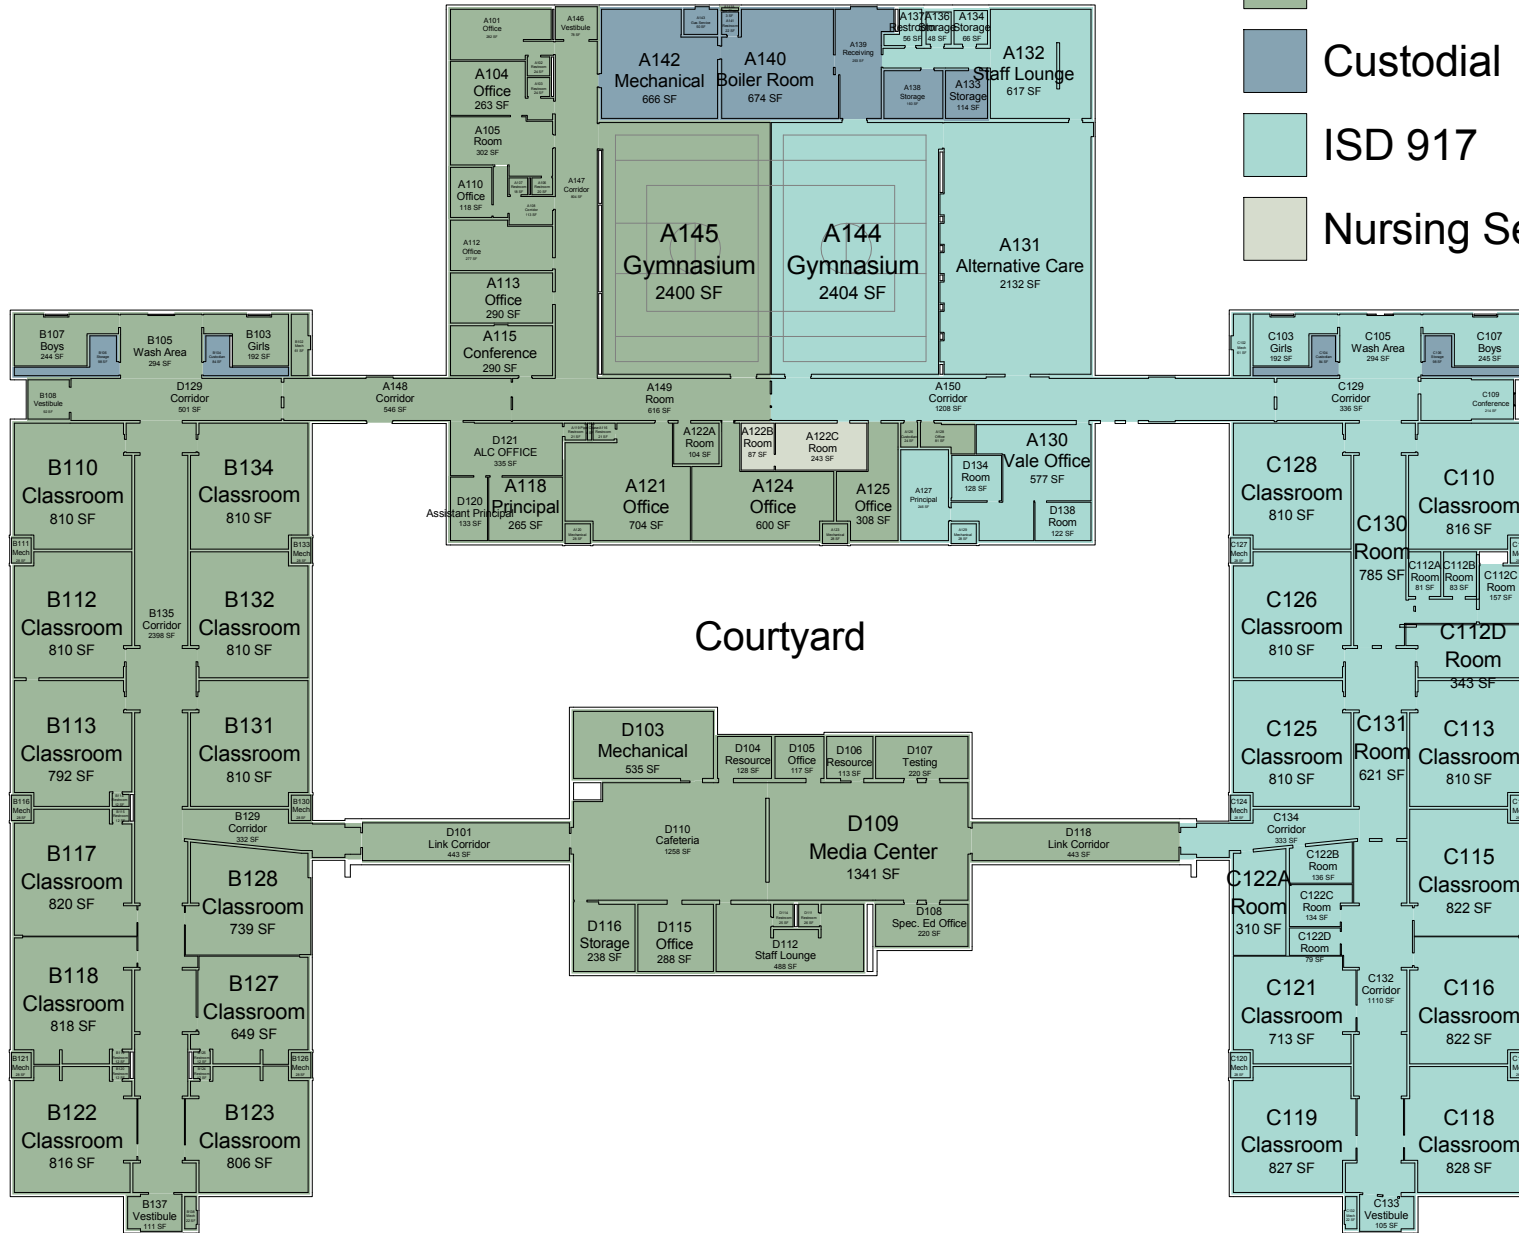 Custodial
ISD 917
Nursing Se
A101
Office
A146
Vestibule
A104
Office
263 SF
A105
Room
302 SF
A110
Office
118 SF
A112
Office
A113
Office
290 SF
A115
Conference
290 SF
A147
Corridor
A142
Mechanical
666 SF
A140
Boiler Room
674 SF
A139
Receiving
A137
Restroom
56 SF
A136
Storage
48 SF
A134
Storage
66 SF
A132
Staff Lounge
617 SF
A138
Storage
A133
Storage
114 SF
A145
Gymnasium
2400 SF
A144
Gymnasium
2404 SF
A131
Alternative Care
2132 SF
B107
Boys
244 SF
B105
Wash Area
294 SF
B103
Girls
192 SF
B108
Vestibule
D129
Corridor
501 SF
A148
Corridor
546 SF
A149
Room
616 SF
A150
Corridor
1208 SF
C103
Girls
192 SF
C105
Wash Area
294 SF
C107
Boys
245 SF
C129
Corridor
336 SF
C109
Conference
D121
ALC OFFICE
335 SF
D120
Assistant Principal
133 SF
A118
Principal
265 SF
A121
Office
704 SF
A122A
Room
104 SF
A122B
Room
87 SF
A122C
Room
243 SF
A124
Office
600 SF
A125
Office
308 SF
A127
Principal
D134
Room
128 SF
A130
Vale Office
577 SF
D138
Room
122 SF
B110
Classroom
810 SF
B134
Classroom
810 SF
B111
Mech
B133
Mech
B112
Classroom
810 SF
B135
Corridor
2398 SF
B132
Classroom
810 SF
B113
Classroom
792 SF
B131
Classroom
810 SF
B116
Mech
B130
Mech
B129
Corridor
332 SF
B117
Classroom
820 SF
B128
Classroom
739 SF
B118
Classroom
818 SF
B127
Classroom
649 SF
B121
Mech
B126
Mech
B122
Classroom
816 SF
B123
Classroom
806 SF
B137
Vestibule
111 SF
Courtyard
D103
Mechanical
535 SF
D104
Resource
128 SF
D105
Office
117 SF
D106
Resource
113 SF
D107
Testing
220 SF
D101
Link Corridor
443 SF
D110
Cafeteria
1258 SF
D109
Media Center
1341 SF
D118
Link Corridor
443 SF
D116
Storage
238 SF
D115
Office
288 SF
D112
Staff Lounge
488 SF
D108
Spec. Ed Office
220 SF
C128
Classroom
810 SF
C130
Room
785 SF
C110
Classroom
816 SF
C127
Mech
C112A
Room
81 SF
C112B
Room
83 SF
C112C
Room
157 SF
C126
Classroom
810 SF
C112D
Room
343 SF
C125
Classroom
810 SF
C131
Room
621 SF
C113
Classroom
810 SF
C124
Mech
C134
Corridor
333 SF
C122A
Room
310 SF
C122B
Room
136 SF
C122C
Room
134 SF
C122D
Room
79 SF
C115
Classroom
822 SF
C121
Classroom
713 SF
C132
Corridor
1110 SF
C116
Classroom
822 SF
C120
Mech
C119
Classroom
827 SF
C118
Classroom
828 SF
C133
Vestibule
105 SF